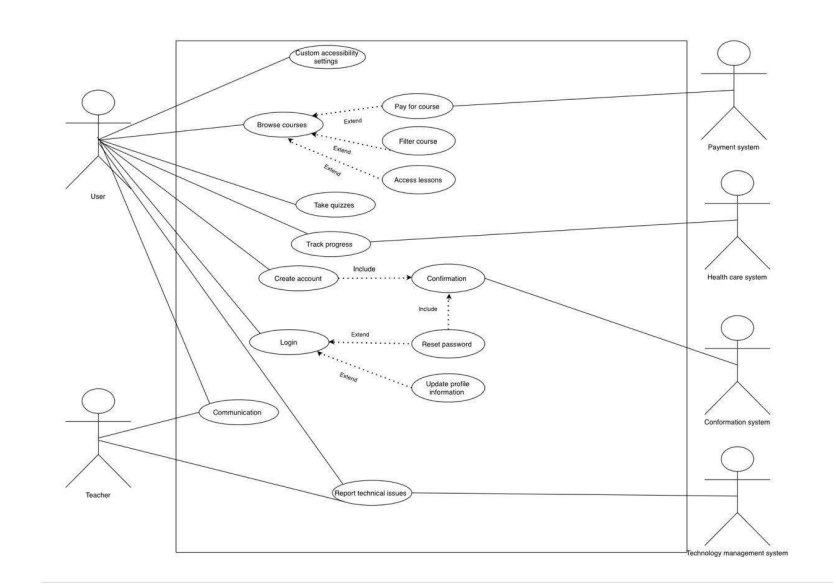 Custom accessibility
settings
Pay for course
Extend
Browse courses
Filter course
Extend
Extend
Access lessons
Payment system
User
Take quizzes
Track progress
Create account
Include
Confirmation
Health care system
Include
Login
Extend
Reset password
Extend
Update profile
information
Communication
Conformation system
Teacher
Report technical issues
Technology management system